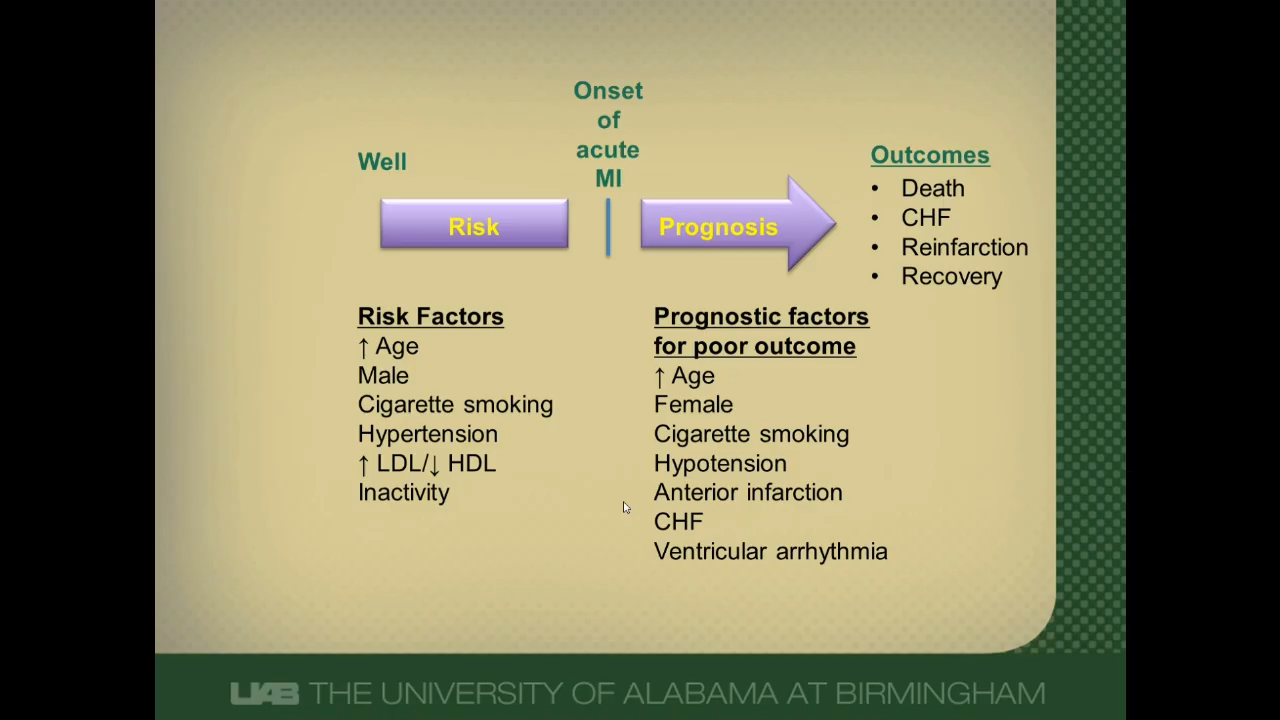 Onset
of
acute
MI
Well
Risk
Prognosis
Outcomes
• Death
• CHF
• Reinfarction
• Recovery
Risk Factors
↑ Age
Male
Cigarette smoking
Hypertension
↑ LDL/↓ HDL
Inactivity
Prognostic factors
for poor outcome
↑ Age
Female
Cigarette smoking
Hypotension
Anterior infarction
CHF
Ventricular arrhythmia
UAB THE UNIVERSITY OF ALABAMA AT BIRMINGHAM